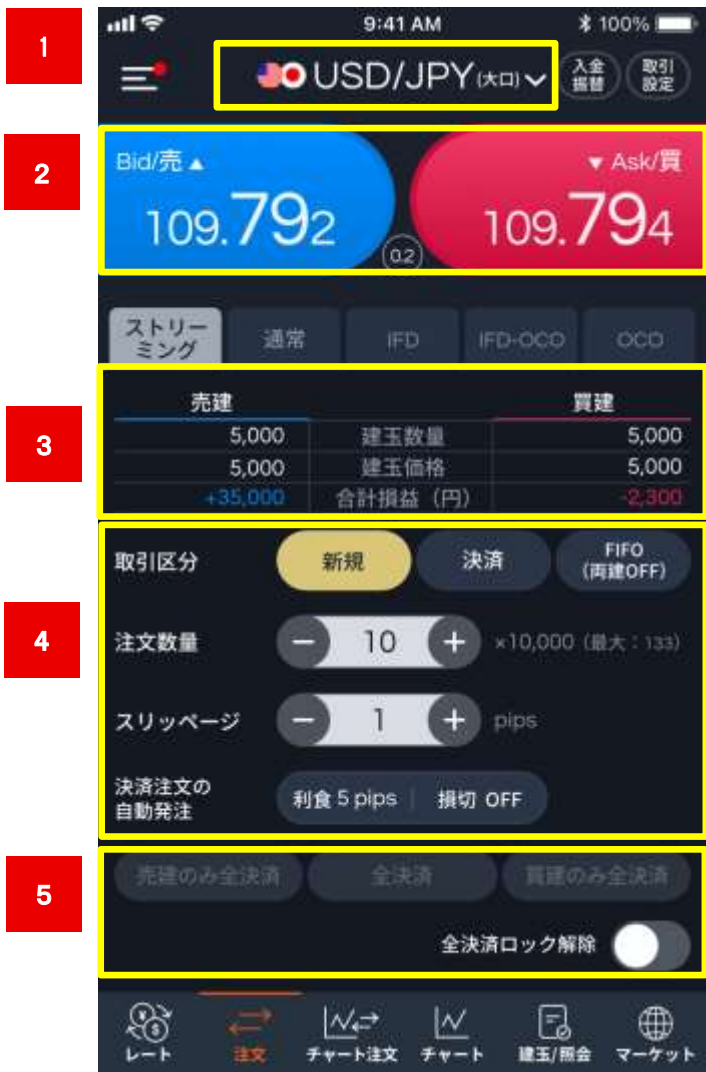 1
9:41 AM
100%
USD/JPY(大口)
入金
振替
取引
設定
2
Bid/売▲
▼ Ask/買
109.792
0.2
109.794
ストリー
ミング
通常
IFD
IFD-OCO
OCO
3
売建
買建
5,000 建玉数量 5,000
5,000 建玉価格 5,000
+35,000 合計損益(円) -2,300
4
取引区分
新規
決済
FIFO
(両建OFF)
注文数量
− 10 + ×10,000(最大:133)
スリッページ
− 1 + pips
決済注文の
自動発注
利食 5 pips
損切 OFF
5
売建のみ全決済
全決済
買建のみ全決済
全決済ロック解除
レート
注文
チャート注文
チャート
建玉/照会
マーケット